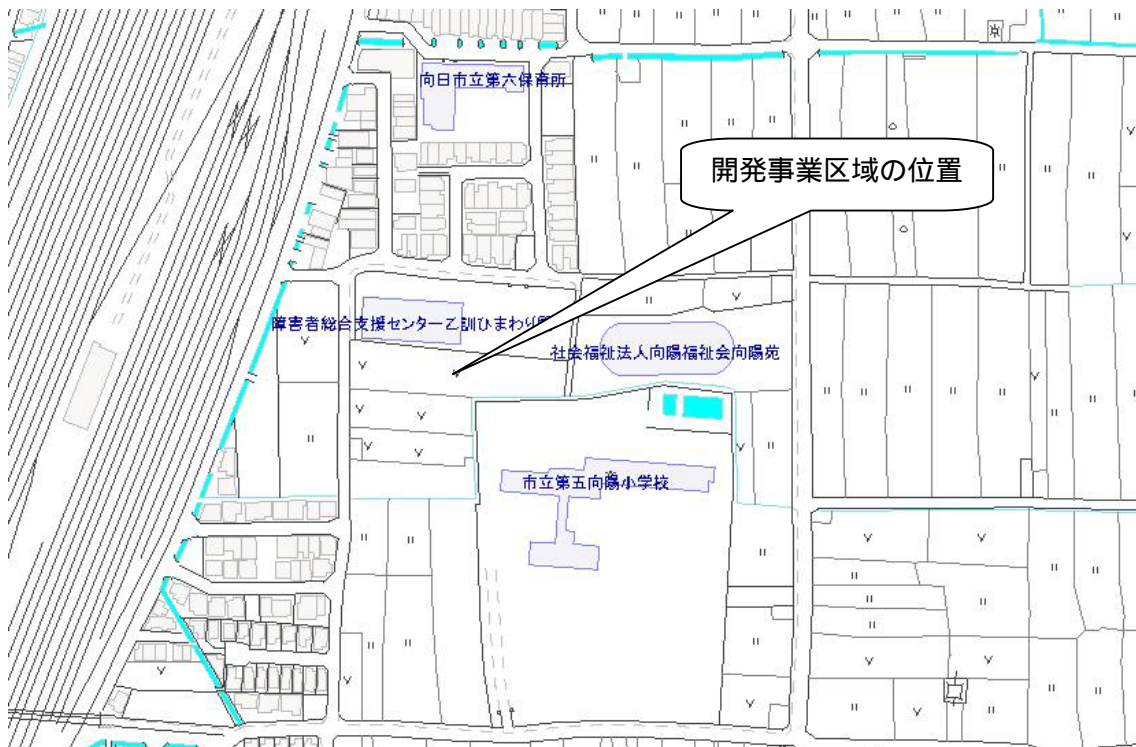 向日市立第六保育所
開発事業区域の位置
障害者総合支援センター乙訓ひまわり
社会福祉法人向陽福祉会向陽苑
市立第五向陽小学校